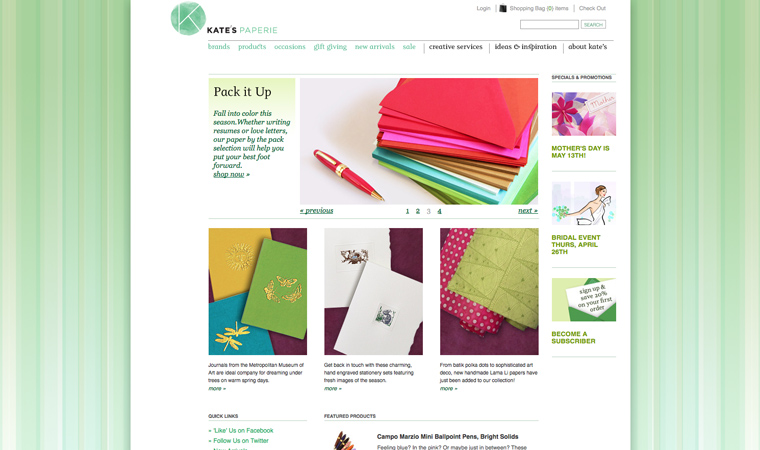 Login
Shopping Bag (0) items
Check Out
SEARCH
KATE'S PAPERIE
brands products occasions gift giving new arrivals sale creative services ideas & inspiration about kate's
Pack it Up
Fall into color this
season.Whether writing
resumes or love letters,
our paper by the pack
selection will help you
put your best foot
forward.
shop now »
« previous 1 2 3 4 next »
SPECIALS & PROMOTIONS
Mother
MOTHER'S DAY IS
MAY 13TH!
BRIDAL EVENT
THURS, APRIL
26TH
sign up &
save 20%
on your first
order
BECOME A
SUBSCRIBER
Journals from the Metropolitan Museum of
Art are ideal company for dreaming under
trees on warm spring days.
more »
Get back in touch with these charming,
hand engraved stationery sets featuring
fresh images of the season.
more »
From batik polka dots to sophisticated art
deco, new handmade Lama Li papers have
just been added to our collection!
more »
QUICK LINKS
» 'Like' Us on Facebook
» Follow Us on Twitter
FEATURED PRODUCTS
Campo Marzio Mini Ballpoint Pens, Bright Solids
Feeling blue? In the pink? Or maybe just in between? These